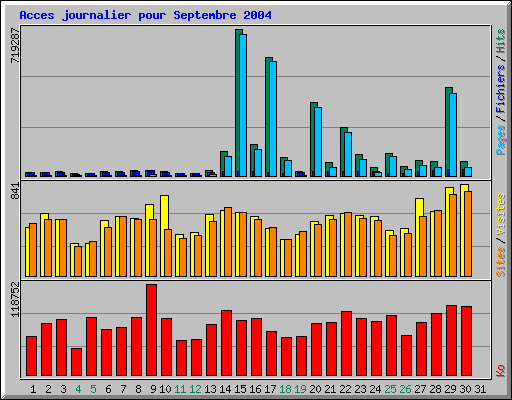 Acces journalier pour Septembre 2004
719287
Pages / Fichiers / Hits
841
Sites / Visites
118752
Ko
1 2 3 4 5 6 7 8 9 10 11 12 13 14 15 16 17 18 19 20 21 22 23 24 25 26 27 28 29 30 31